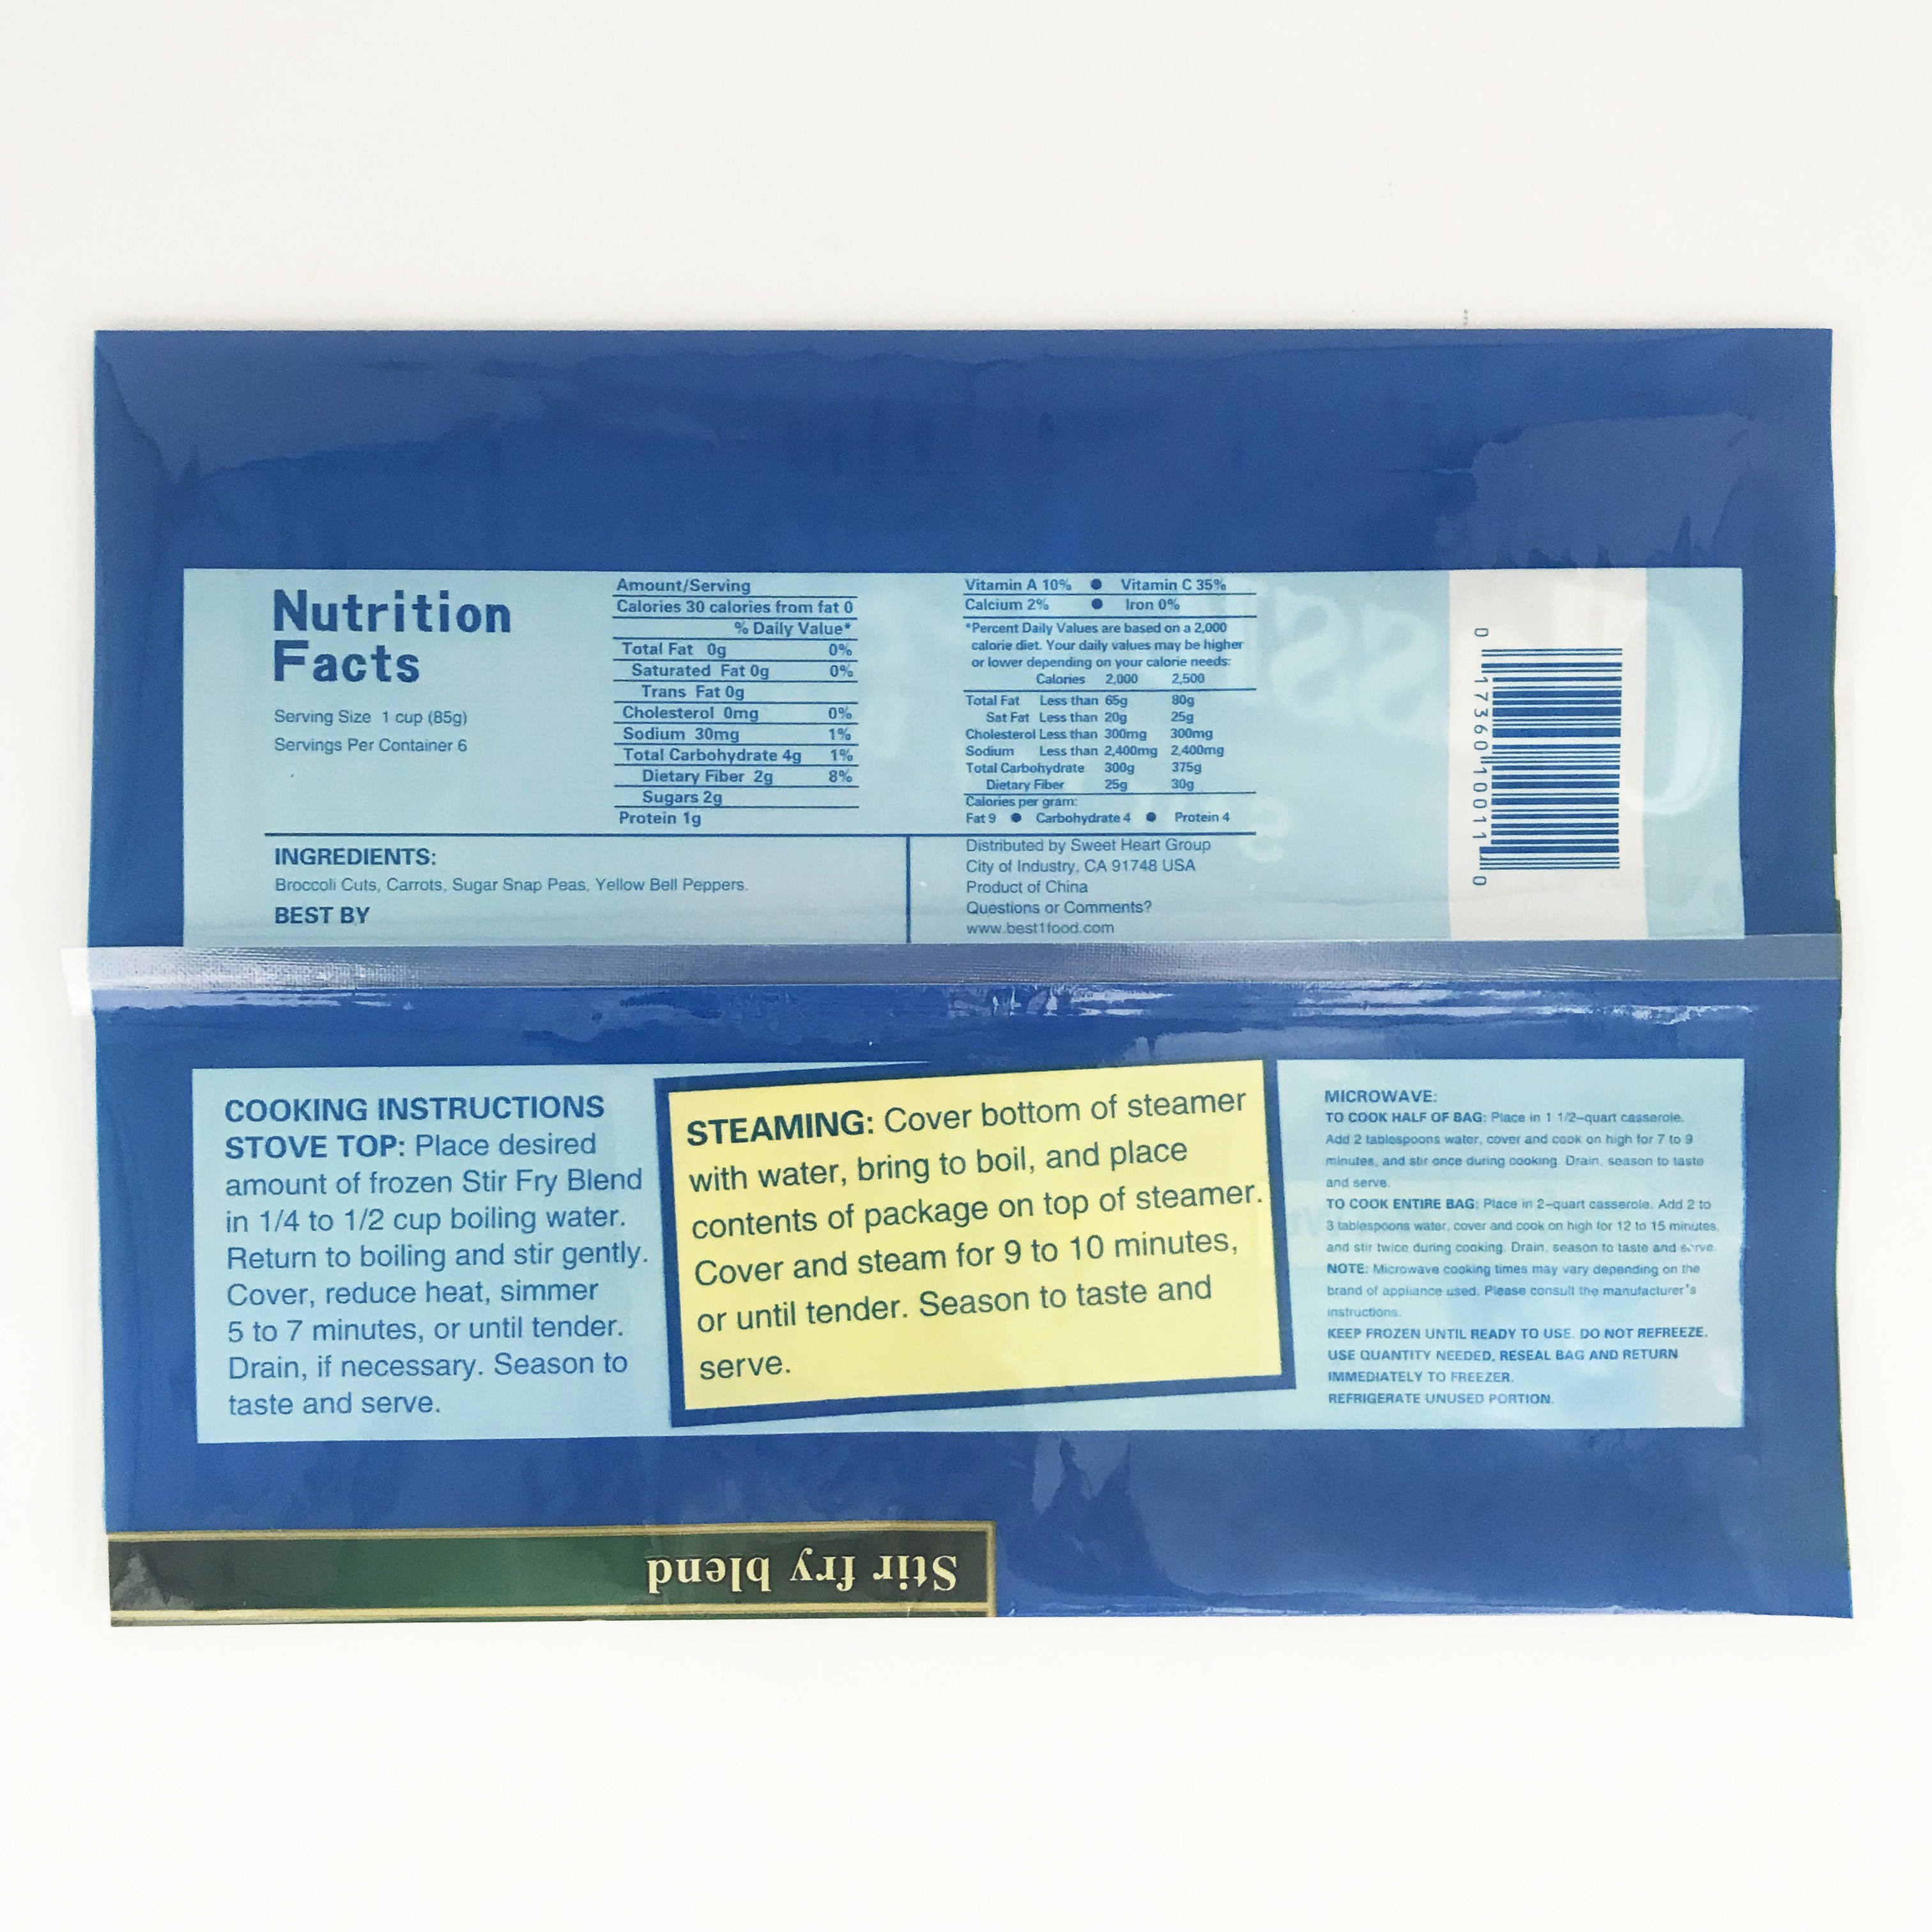 Nutrition
Facts
Serving Size 1 cup (85g)
Servings Per Container 6
Amount/Serving
Calories 30 calories from fat 0
% Daily Value*
Total Fat 0g 0%
Saturated Fat 0g 0%
Trans Fat 0g
Cholesterol 0mg 0%
Sodium 30mg 1%
Total Carbohydrate 4g 1%
Dietary Fiber 2g 8%
Sugars 2g
Protein 1g
Vitamin A 10% ● Vitamin C 35%
Calcium 2% ● Iron 0%
*Percent Daily Values are based on a 2,000
calorie diet. Your daily values may be higher
or lower depending on your calorie needs:
Calories 2,000 2,500
Total Fat Less than 65g 80g
Sat Fat Less than 20g 25g
Cholesterol Less than 300mg 300mg
Sodium Less than 2,400mg 2,400mg
Total Carbohydrate 300g 375g
Dietary Fiber 25g 30g
Calories per gram:
Fat 9 ● Carbohydrate 4 ● Protein 4
INGREDIENTS:
Broccoli Cuts, Carrots, Sugar Snap Peas, Yellow Bell Peppers.
BEST BY
Distributed by Sweet Heart Group
City of Industry, CA 91748 USA
Product of China
Questions or Comments?
www.best1food.com
0 17360 10011 0
COOKING INSTRUCTIONS
STOVE TOP: Place desired
amount of frozen Stir Fry Blend
in 1/4 to 1/2 cup boiling water.
Return to boiling and stir gently.
Cover, reduce heat, simmer
5 to 7 minutes, or until tender.
Drain, if necessary. Season to
taste and serve.
STEAMING: Cover bottom of steamer
with water, bring to boil, and place
contents of package on top of steamer.
Cover and steam for 9 to 10 minutes,
or until tender. Season to taste and
serve.
MICROWAVE:
TO COOK HALF OF BAG: Place in 1 1/2-quart casserole.
Add 2 tablespoons water, cover and cook on high for 7 to 9
minutes, and stir once during cooking. Drain, season to taste
and serve.
TO COOK ENTIRE BAG: Place in 2-quart casserole. Add 2 to
3 tablespoons water, cover and cook on high for 12 to 15 minutes,
and stir twice during cooking. Drain, season to taste and serve.
NOTE: Microwave cooking times may vary depending on the
brand of appliance used. Please consult the manufacturer's
instructions.
KEEP FROZEN UNTIL READY TO USE. DO NOT REFREEZE.
USE QUANTITY NEEDED, RESEAL BAG AND RETURN
IMMEDIATELY TO FREEZER.
REFRIGERATE UNUSED PORTION.
Stir fry blend